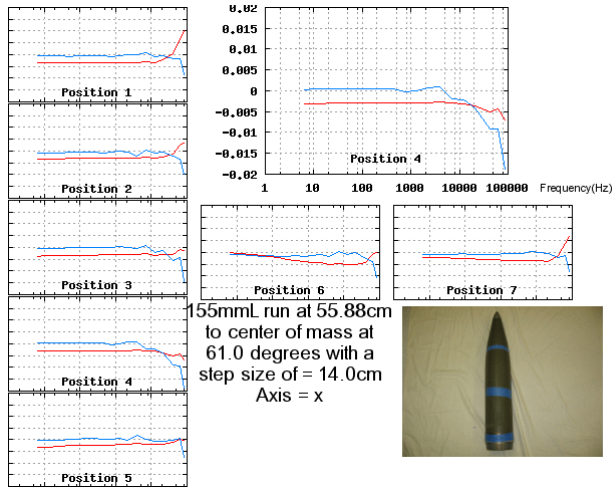 0.02
0.015
0.01
0.005
0
-0.005
-0.01
-0.015
-0.02
1 10 100 1000 10000 100000 Frequency(Hz)
Position 1
Position 2
Position 3
Position 4
Position 5
Position 4
Position 6
Position 7
155mmL run at 55.88cm
to center of mass at
61.0 degrees with a
step size of = 14.0cm
Axis = x